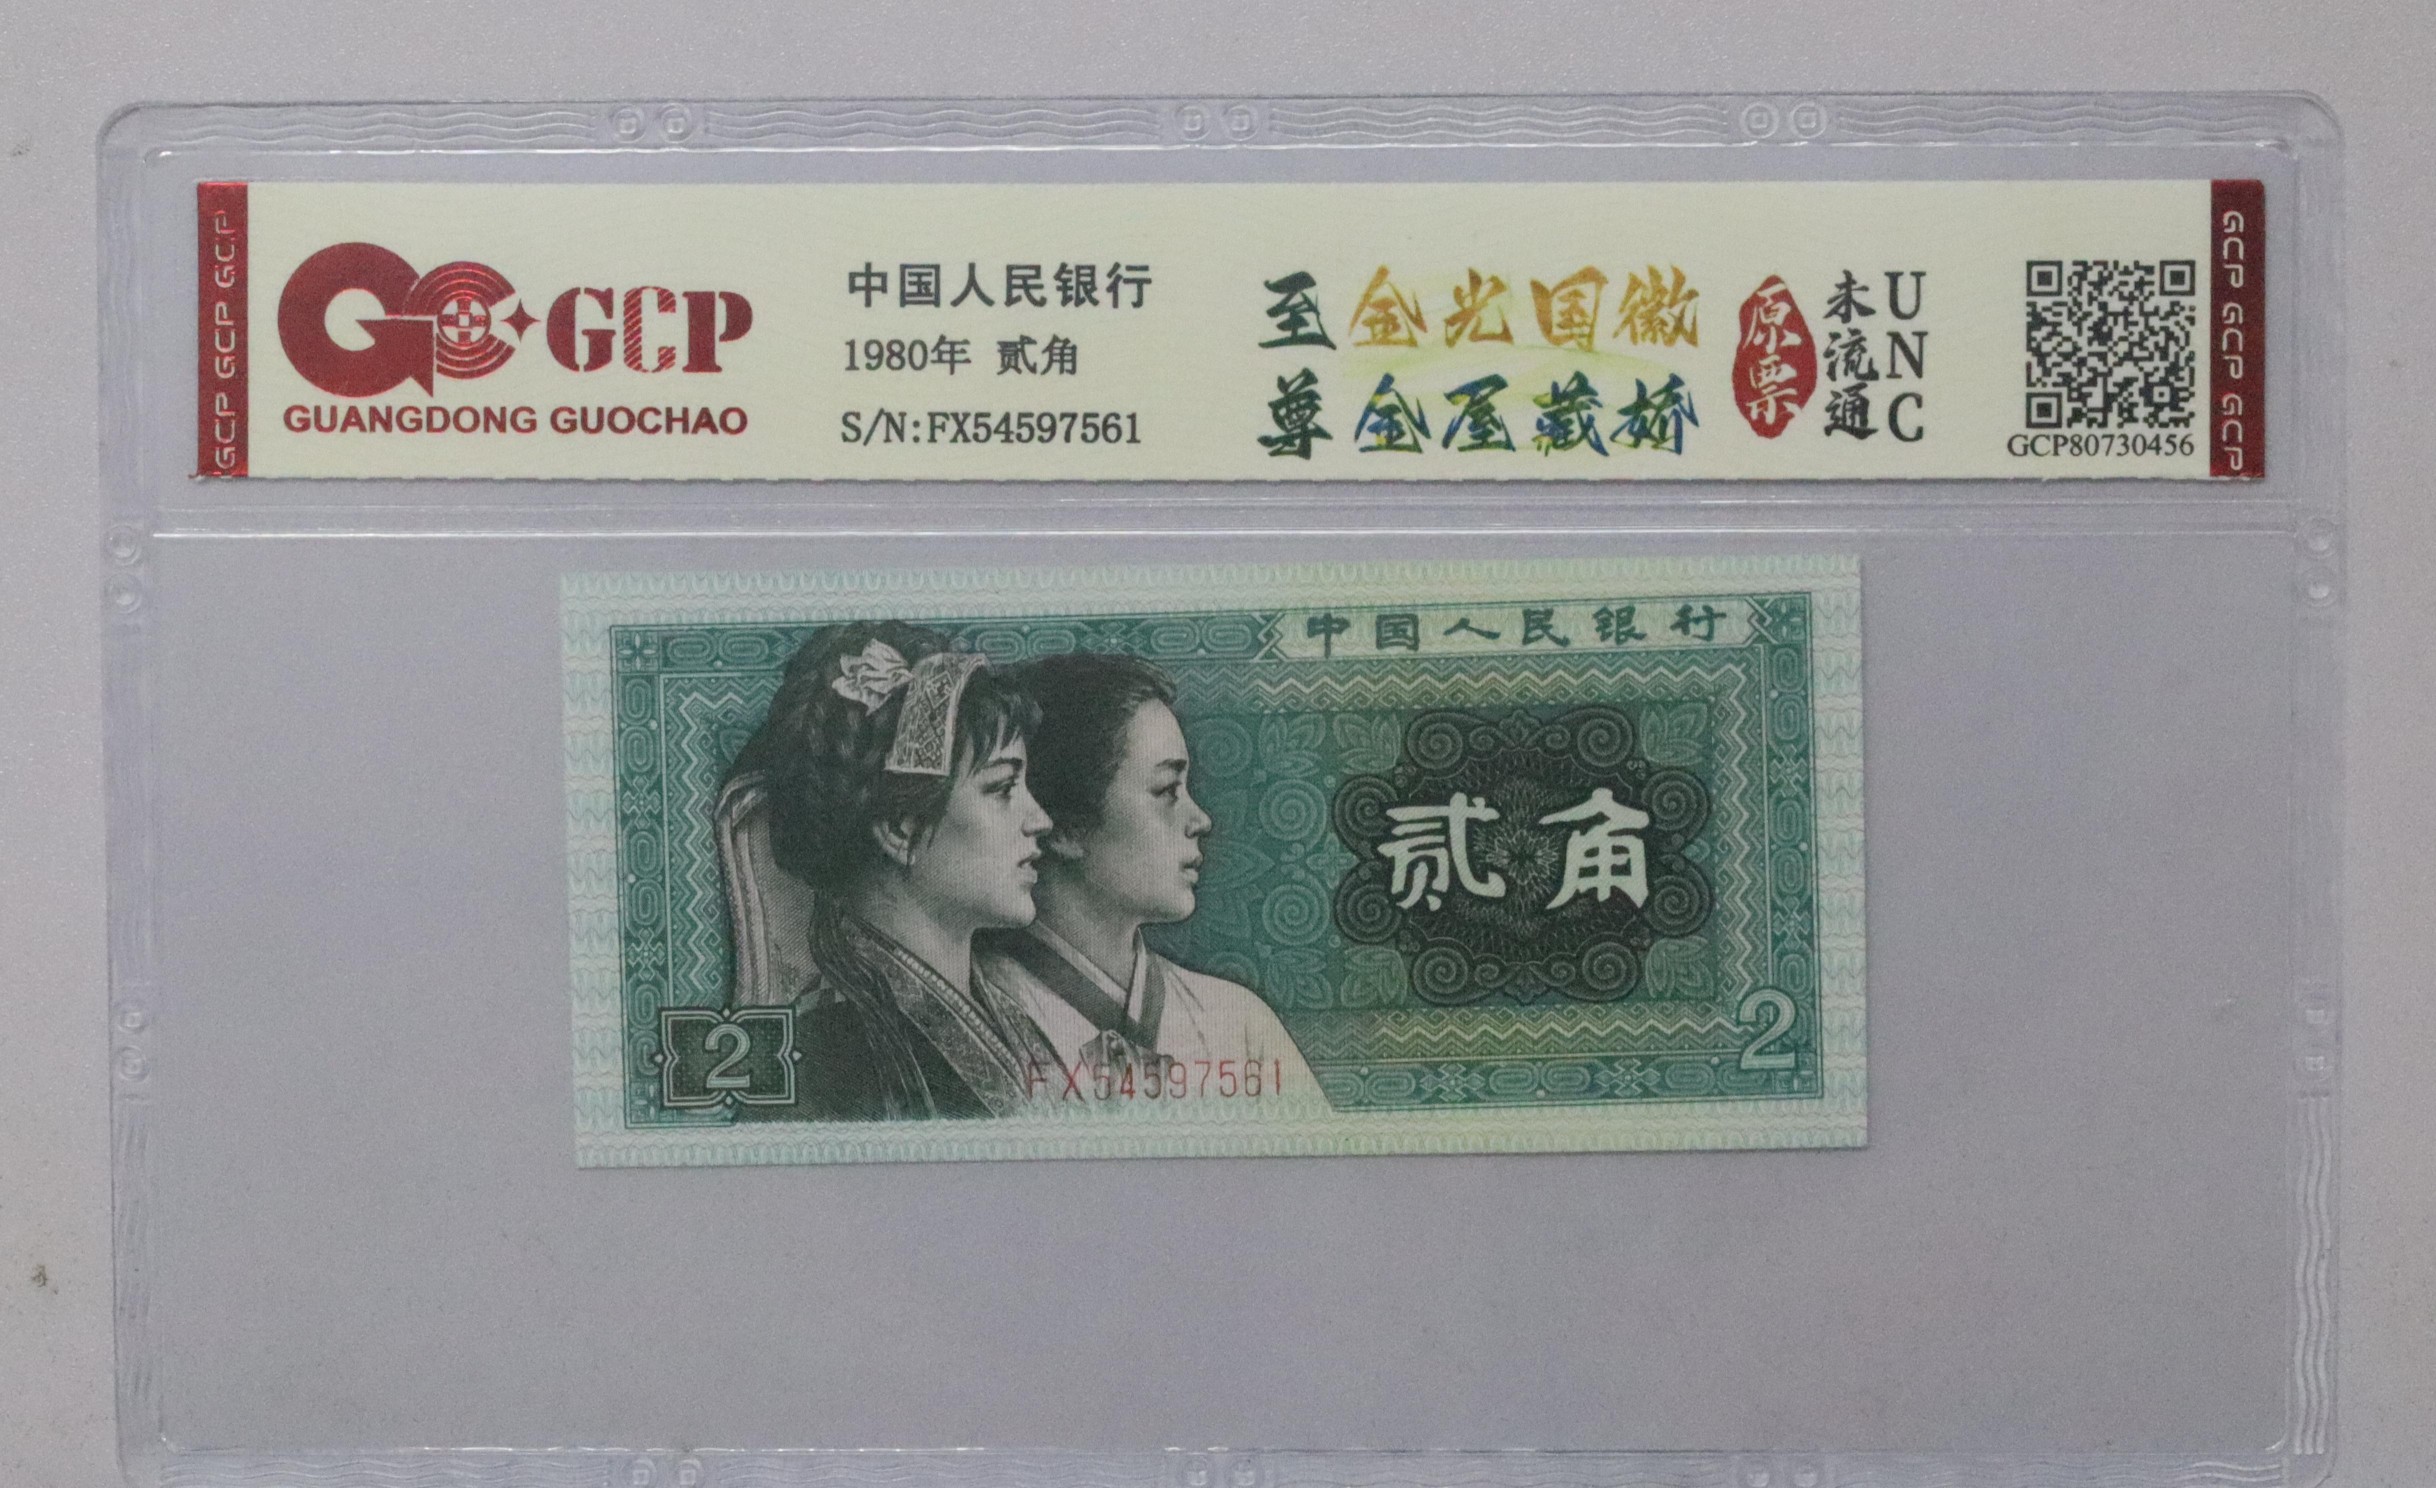 GCP GCP GCP
GCP
GUANGDONG GUOCHAO
中国人民银行
1980年 贰角
S/N:FX54597561
至尊
金光国徽
金屋藏娇
原票
未流通
UNC
GCP80730456
GCP GCP GCP
中国人民银行
贰角
2
FX54597561
2